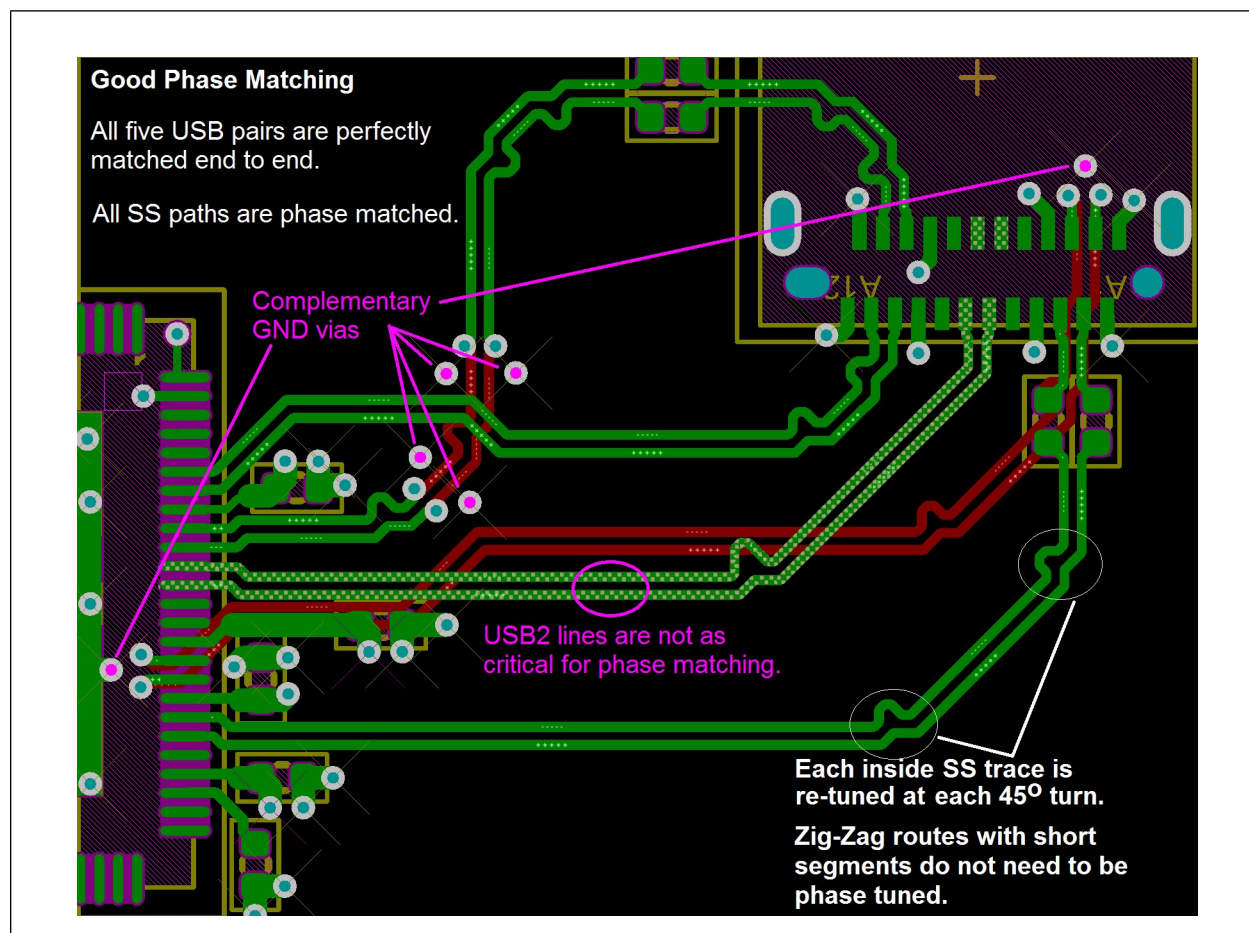 Good Phase Matching
All five USB pairs are perfectly
matched end to end.
All SS paths are phase matched.
Complementary
GND vias
A12
A
USB2 lines are not as
critical for phase matching.
Each inside SS trace is
re-tuned at each 45O turn.
Zig-Zag routes with short
segments do not need to be
phase tuned.